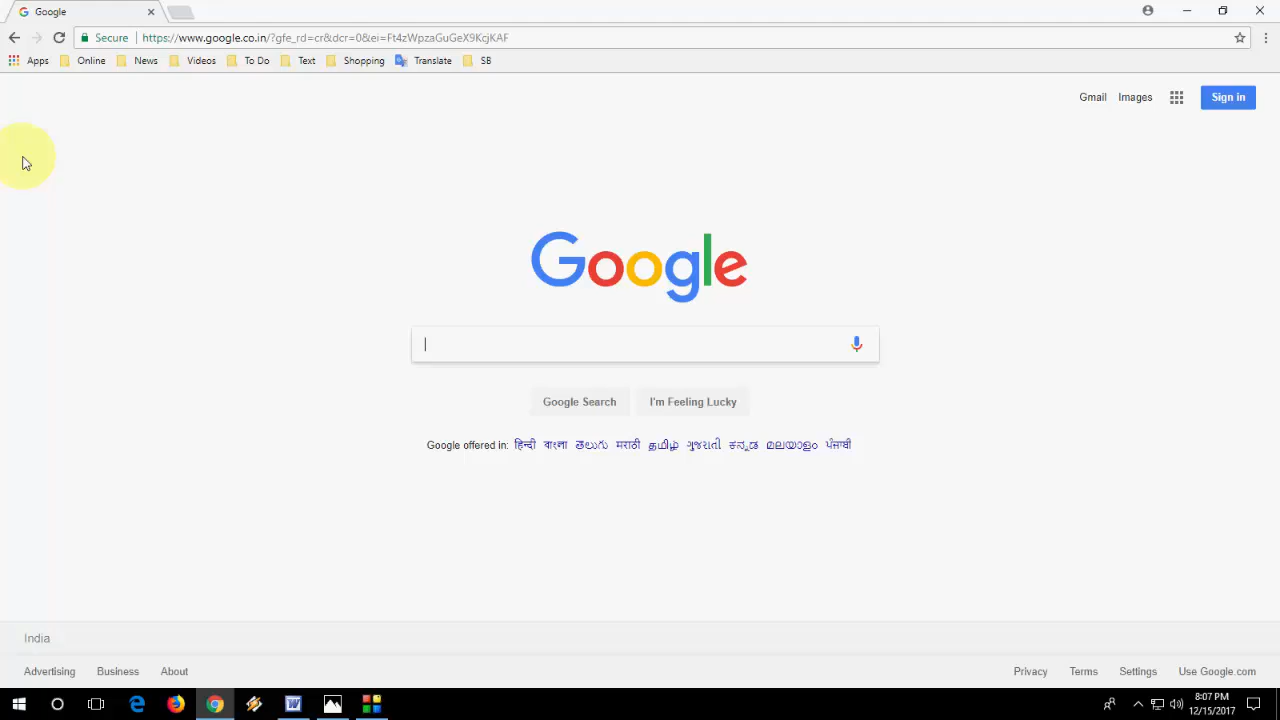 Google
Secure https://www.google.co.in/?gfe_rd=cr&dcr=0&ei=Ft4zWpzaGuGeX9KcjKAF
Apps Online News Videos To Do Text Shopping Translate SB
Gmail Images Sign in
Google
Google Search I'm Feeling Lucky
Google offered in: हिन्दी বাংলা తెలుగు मराठी தமிழ் ગુજરાતી ಕನ್ನಡ മലയാളം ਪੰਜਾਬੀ
India
Advertising Business About Privacy Terms Settings Use Google.com
8:07 PM
12/15/2017